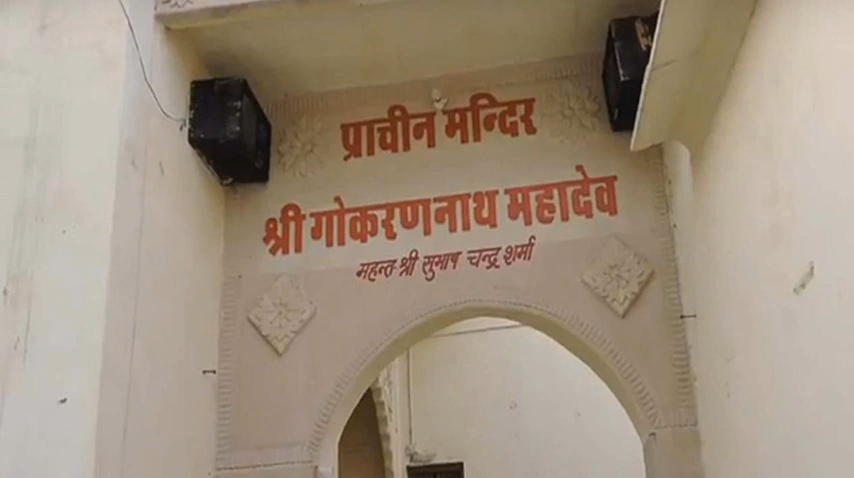 प्राचीन मन्दिर
श्री गोकरणनाथ महादेव
महन्त-श्री सुभाष चन्द्र शर्मा